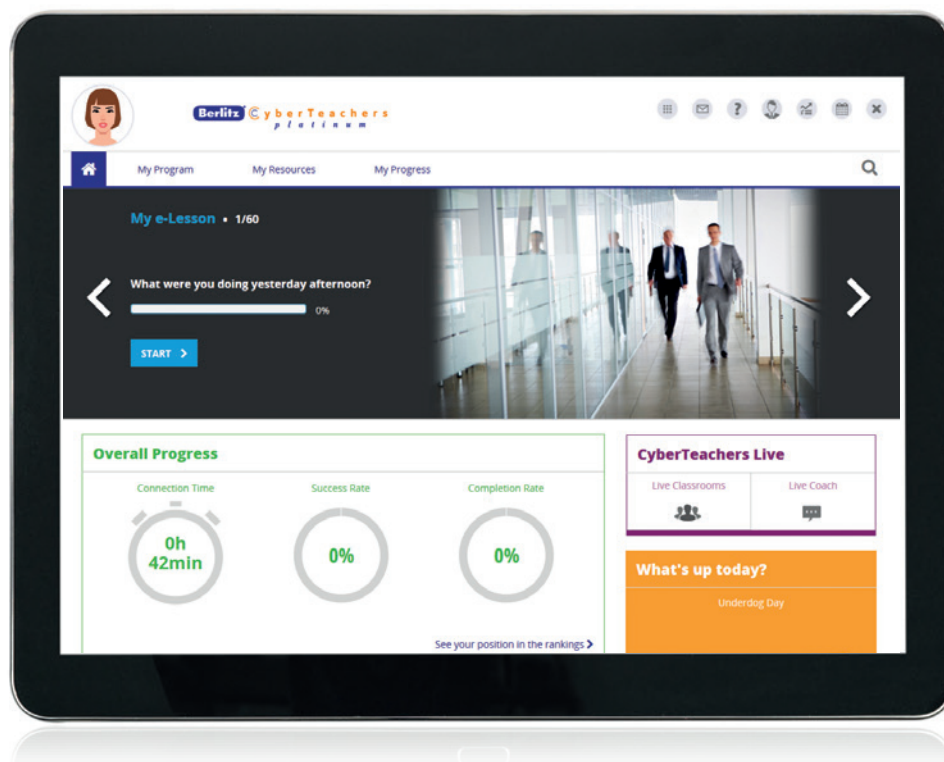 Berlitz CyberTeachers
platinum
?
My Program My Resources My Progress
My e-Lesson • 1/60
What were you doing yesterday afternoon?
0%
START >
Overall Progress
Connection Time Success Rate Completion Rate
0h
42min
0%
0%
See your position in the rankings >
CyberTeachers Live
Live Classrooms Live Coach
What's up today?
Underdog Day